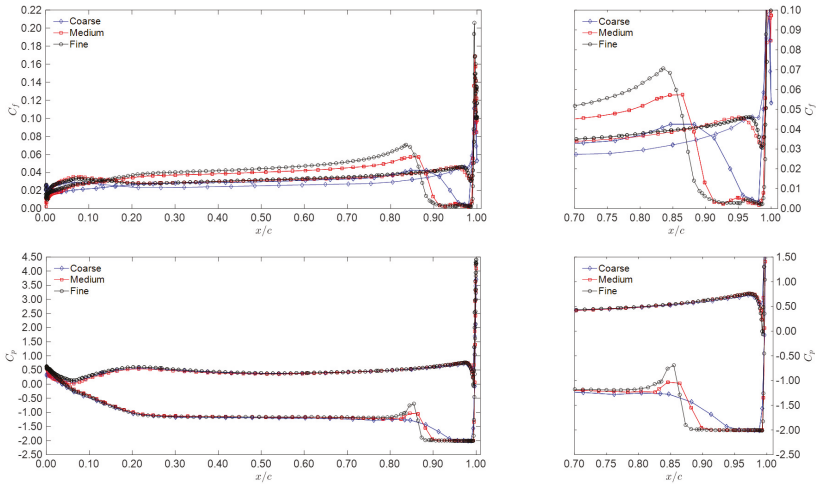 0.22
0.20
0.18
0.16
0.14
0.12
0.10
0.08
0.06
0.04
0.02
0.00
C_f
Coarse
Medium
Fine
0.00 0.10 0.20 0.30 0.40 0.50 0.60 0.70 0.80 0.90 1.00
x/c
C_f
Coarse
Medium
Fine
0.10
0.09
0.08
0.07
0.06
0.05
0.04
0.03
0.02
0.01
0.00
C_f
0.70 0.75 0.80 0.85 0.90 0.95 1.00
x/c
4.50
4.00
3.50
3.00
2.50
2.00
1.50
1.00
0.50
0.00
-0.50
-1.00
-1.50
-2.00
-2.50
C_p
Coarse
Medium
Fine
0.00 0.10 0.20 0.30 0.40 0.50 0.60 0.70 0.80 0.90 1.00
x/c
Coarse
Medium
Fine
1.50
1.00
0.50
0.00
-0.50
-1.00
-1.50
-2.00
-2.50
C_p
0.70 0.75 0.80 0.85 0.90 0.95 1.00
x/c